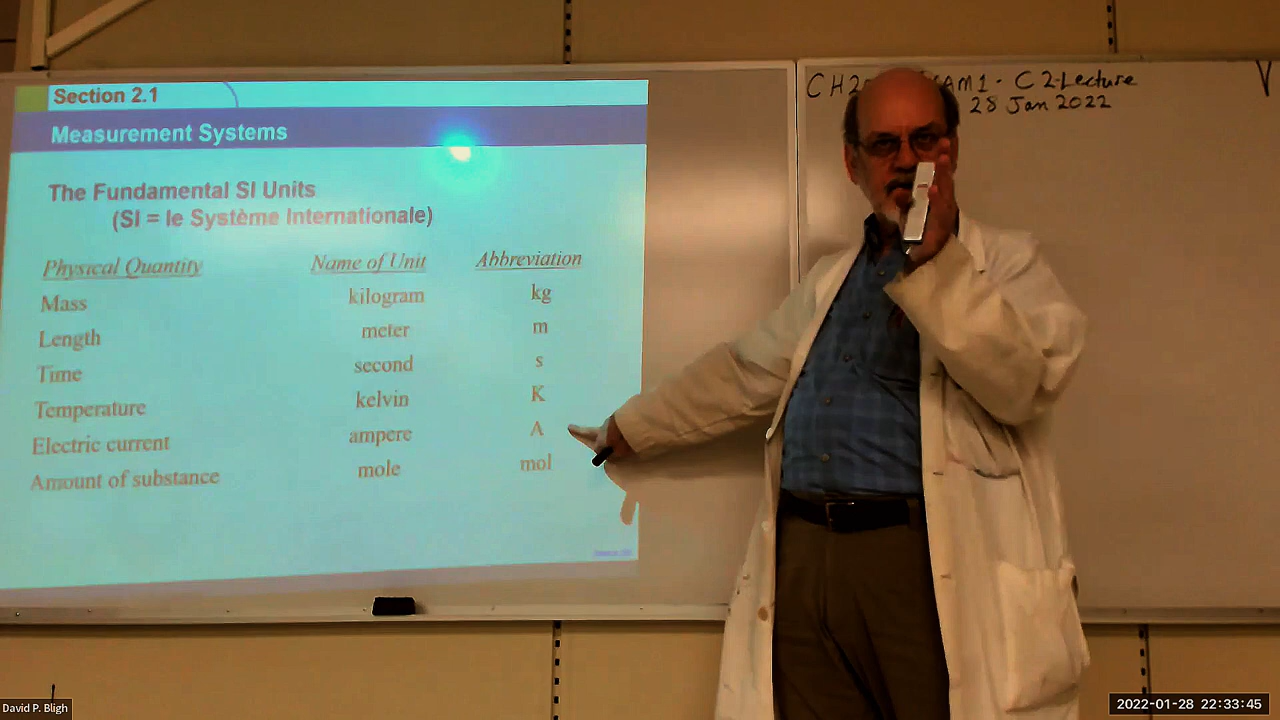 Section 2.1
Measurement Systems
The Fundamental SI Units
(SI = le Système Internationale)
Physical Quantity Name of Unit Abbreviation
Mass kilogram kg
Length meter m
Time second s
Temperature kelvin K
Electric current ampere A
Amount of substance mole mol
C2-Lecture
28 Jan 2022
David P. Bligh
2022-01-28 22:33:45